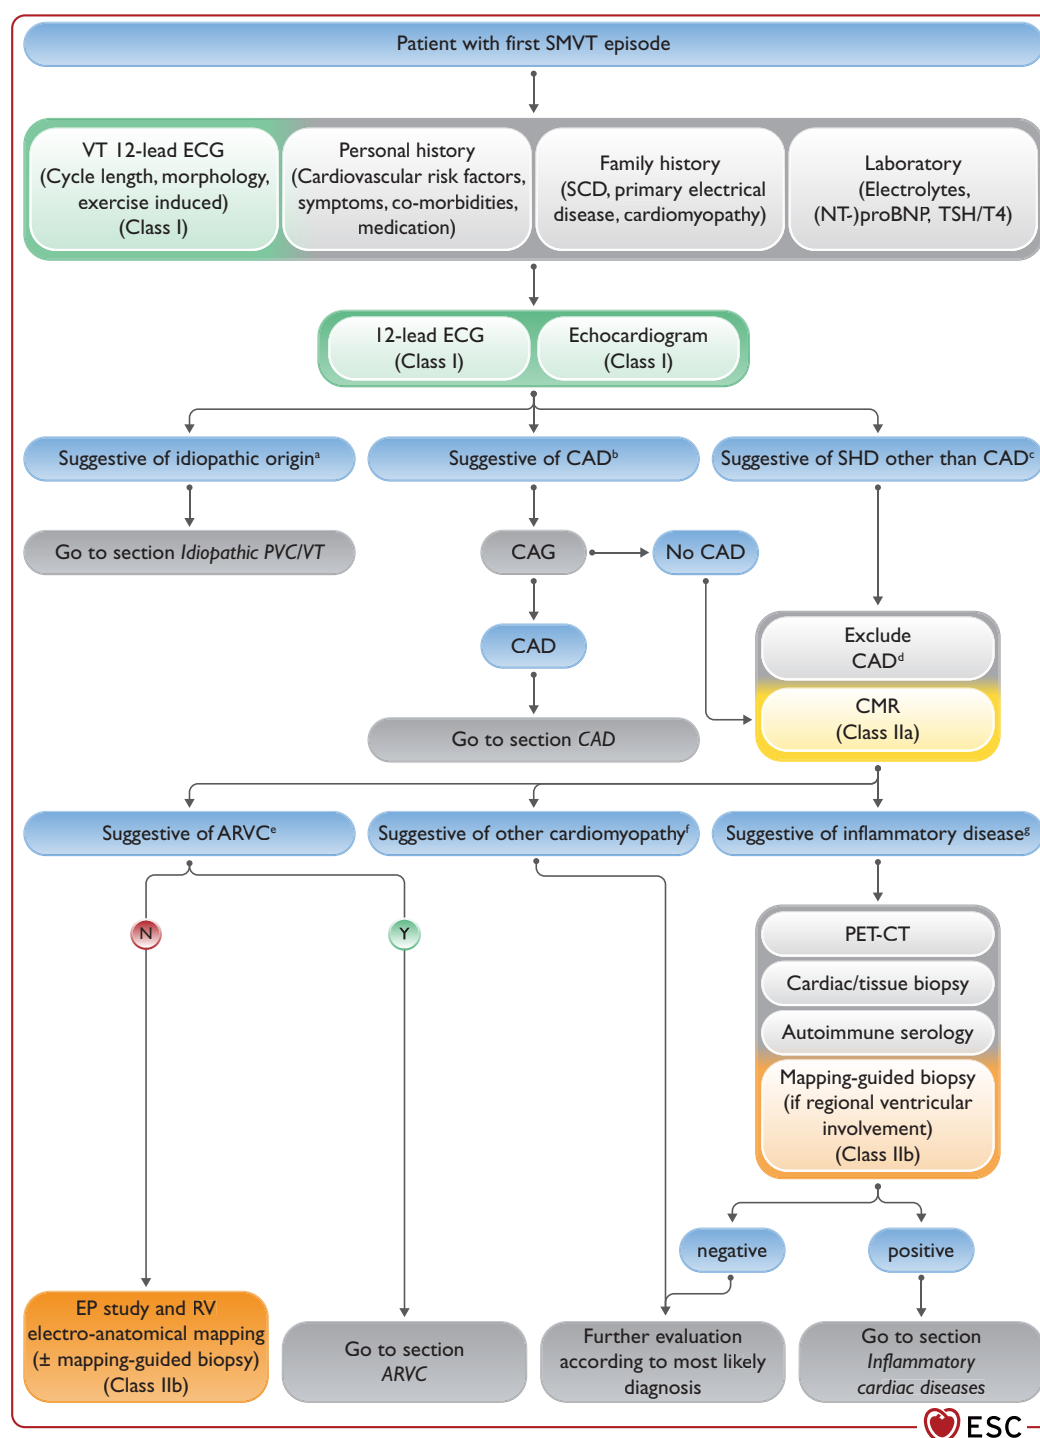 Patient with first SMVT episode
VT 12-lead ECG
(Cycle length, morphology,
exercise induced)
(Class I)
Personal history
(Cardiovascular risk factors,
symptoms, co-morbidities,
medication)
Family history
(SCD, primary electrical
disease, cardiomyopathy)
Laboratory
(Electrolytes,
(NT-)proBNP, TSH/T4)
12-lead ECG
(Class I)
Echocardiogram
(Class I)
Suggestive of idiopathic originᵃ
Suggestive of CADᵇ
Suggestive of SHD other than CADᶜ
Go to section Idiopathic PVC/VT
CAG
No CAD
CAD
Exclude
CADᵈ
CMR
(Class IIa)
Go to section CAD
Suggestive of ARVCᵉ
Suggestive of other cardiomyopathyᶠ
Suggestive of inflammatory diseaseᵍ
N
Y
PET-CT
Cardiac/tissue biopsy
Autoimmune serology
Mapping-guided biopsy
(if regional ventricular
involvement)
(Class IIb)
negative
positive
EP study and RV
electro-anatomical mapping
(± mapping-guided biopsy)
(Class IIb)
Go to section
ARVC
Further evaluation
according to most likely
diagnosis
Go to section
Inflammatory
cardiac diseases
ESC